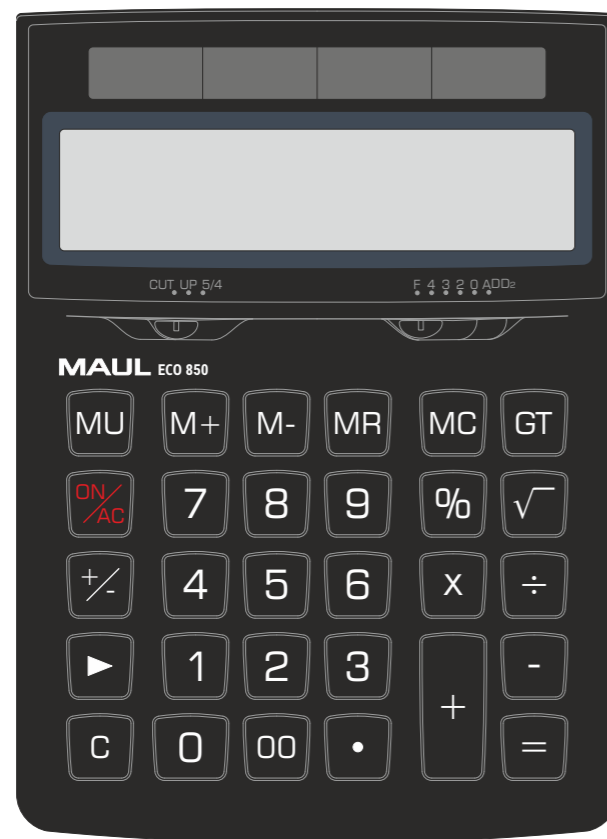 CUT UP 5/4 F 4 3 2 0 ADD2
MAUL ECO 850
MU M+ M- MR MC GT
ON/AC 7 8 9 % √
+/- 4 5 6 X ÷
▶ 1 2 3 + -
C 0 00 • =